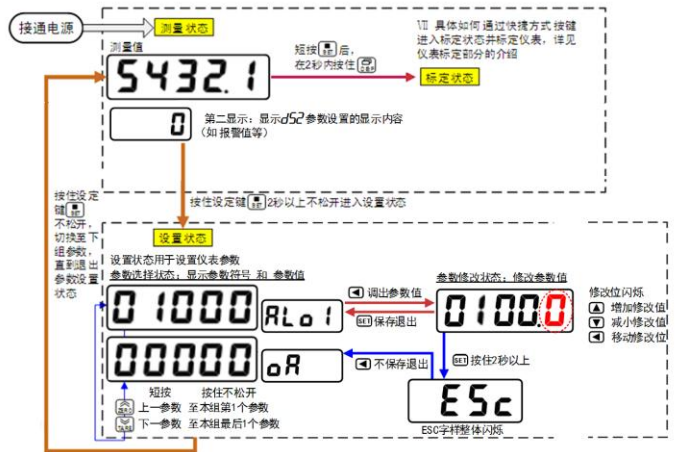 接通电源
测量状态
测量值
5432.1
短按 SET 后，
在2秒内按住
标定状态
\II 具体如何通过快捷方式按键
进入标定状态并标定仪表，详见
仪表标定部分的介绍
0
第二显示：显示dS2参数设置的显示内容
（如报警值等）
按住设定键 SET 2秒以上不松开进入设置状态
按住设定
键 SET
不松开，
切换至下
组参数，
直到退出
参数设置
状态
设置状态
设置状态用于设置仪表参数
参数选择状态；显示参数符号 和 参数值
01000
ALo1
调出参数值
SET 保存退出
参数修改状态；修改参数值
0100.0
修改位闪烁
增加修改值
减小修改值
移动修改位
00000
oA
不保存退出
SET 按住2秒以上
ESc
ESC字样整体闪烁
短按 按住不松开
ZERO 上一参数 至本组第1个参数
TARE 下一参数 至本组最后1个参数